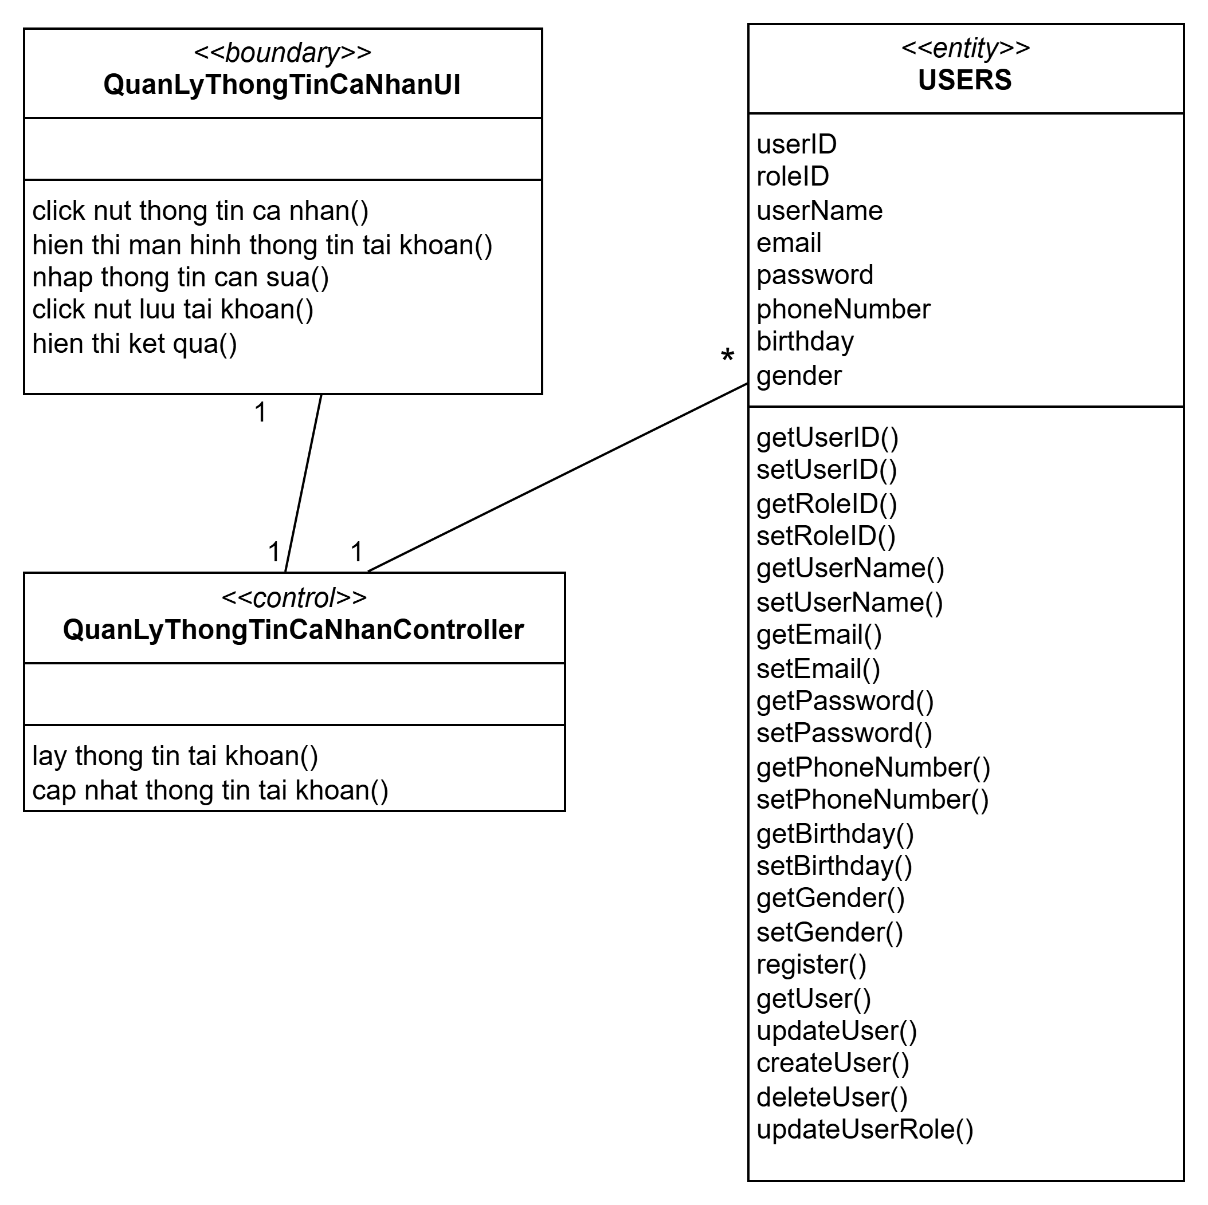 <<boundary>>
QuanLyThongTinCaNhanUI
click nut thong tin ca nhan()
hien thi man hinh thong tin tai khoan()
nhap thong tin can sua()
click nut luu tai khoan()
hien thi ket qua()
1
1
1
*
<<control>>
QuanLyThongTinCaNhanController
lay thong tin tai khoan()
cap nhat thong tin tai khoan()
<<entity>>
USERS
userID
roleID
userName
email
password
phoneNumber
birthday
gender
getUserID()
setUserID()
getRoleID()
setRoleID()
getUserName()
setUserName()
getEmail()
setEmail()
getPassword()
setPassword()
getPhoneNumber()
setPhoneNumber()
getBirthday()
setBirthday()
getGender()
setGender()
register()
getUser()
updateUser()
createUser()
deleteUser()
updateUserRole()